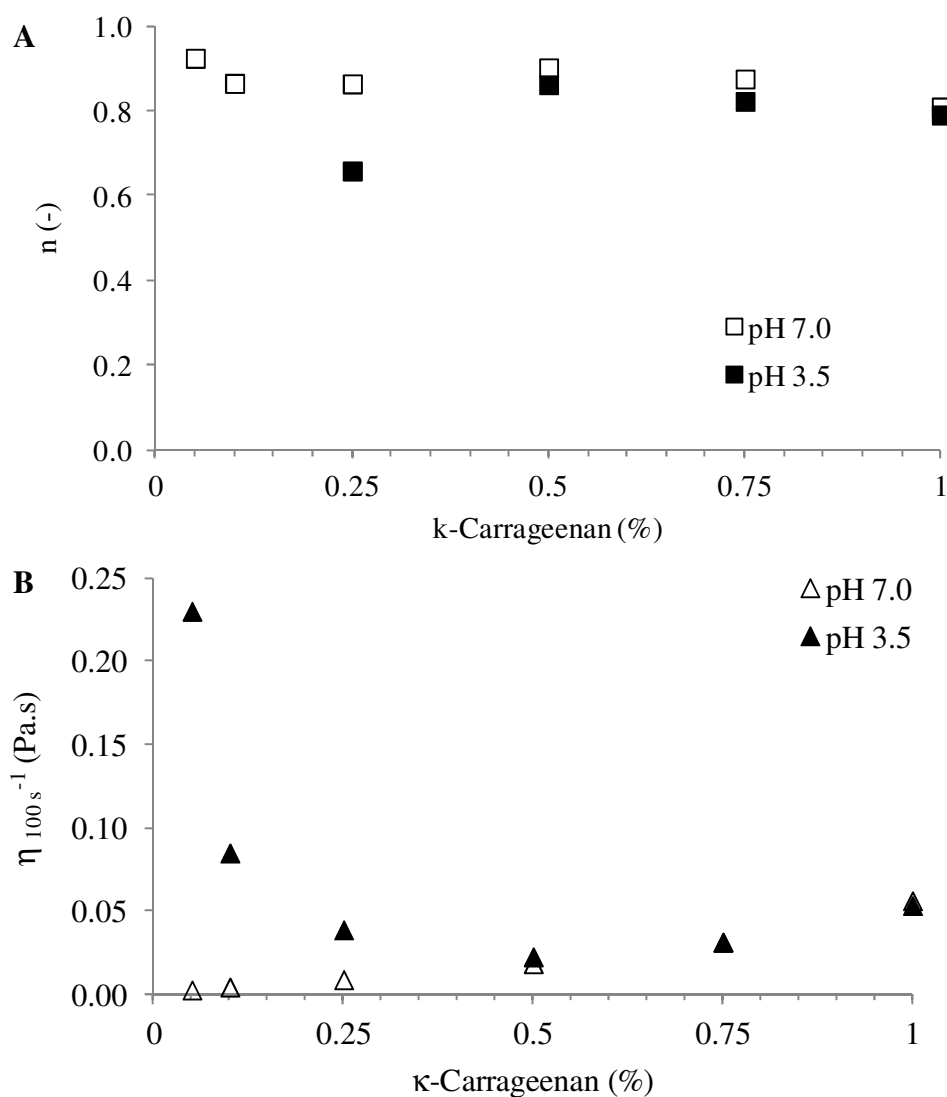 A
1.0
0.8
0.6
0.4
0.2
0.0
n (-)
pH 7.0
pH 3.5
0 0.25 0.5 0.75 1
k-Carrageenan (%)
B
0.25
0.20
0.15
0.10
0.05
0.00
η 100 s⁻¹ (Pa.s)
pH 7.0
pH 3.5
0 0.25 0.5 0.75 1
κ-Carrageenan (%)